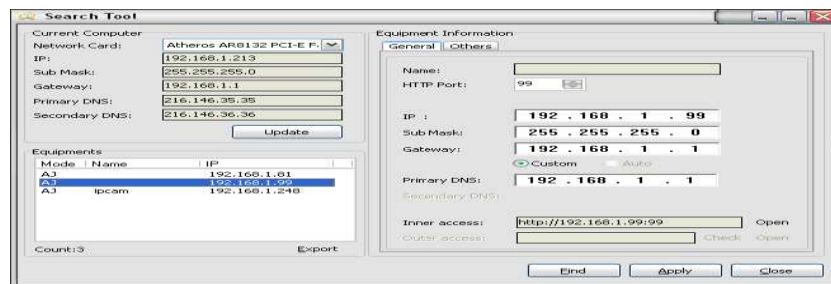 Search Tool
Current Computer
Network Card: Atheros AR8132 PCI-E F.
IP: 192.168.1.213
Sub Mask: 255.255.255.0
Gateway: 192.168.1.1
Primary DNS: 216.146.35.35
Secondary DNS: 216.146.36.36
Update
Equipments
Mode Name IP
AJ 192.168.1.81
AJ 192.168.1.99
AJ ipcam 192.168.1.248
Count:3 Export
Equipment Information
General Others
Name:
HTTP Port: 99
IP : 192 . 168 . 1 . 99
Sub Mask: 255 . 255 . 255 . 0
Gateway: 192 . 168 . 1 . 1
Custom Auto
Primary DNS: 192 . 168 . 1 . 1
Secondary DNS:
Inner access: http://192.168.1.99:99 Open
Outer access: Check Open
Find Apply Close